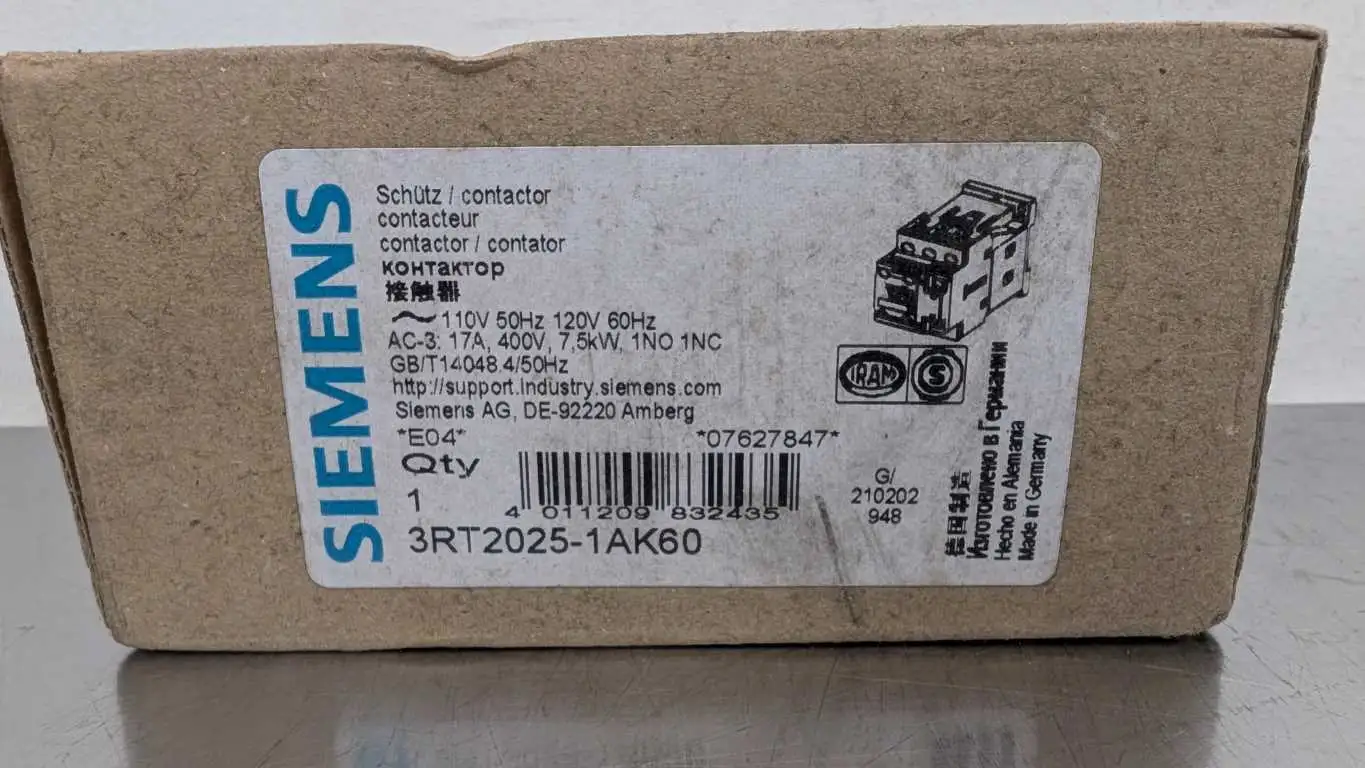 SIEMENS
Schütz / contactor
contacteur
contactor / contator
контактор
接触器
~ 110V 50Hz 120V 60Hz
AC-3: 17A, 400V, 7,5kW, 1NO 1NC
GB/T14048.4/50Hz
http://support.industry.siemens.com
Siemens AG, DE-92220 Amberg
*E04* *07627847*
Qty
1
4 011209 832435
3RT2025-1AK60
IRAM
S
G/
210202
948
德国制造
Изготовлено в Германии
Hecho en Alemania
Made in Germany